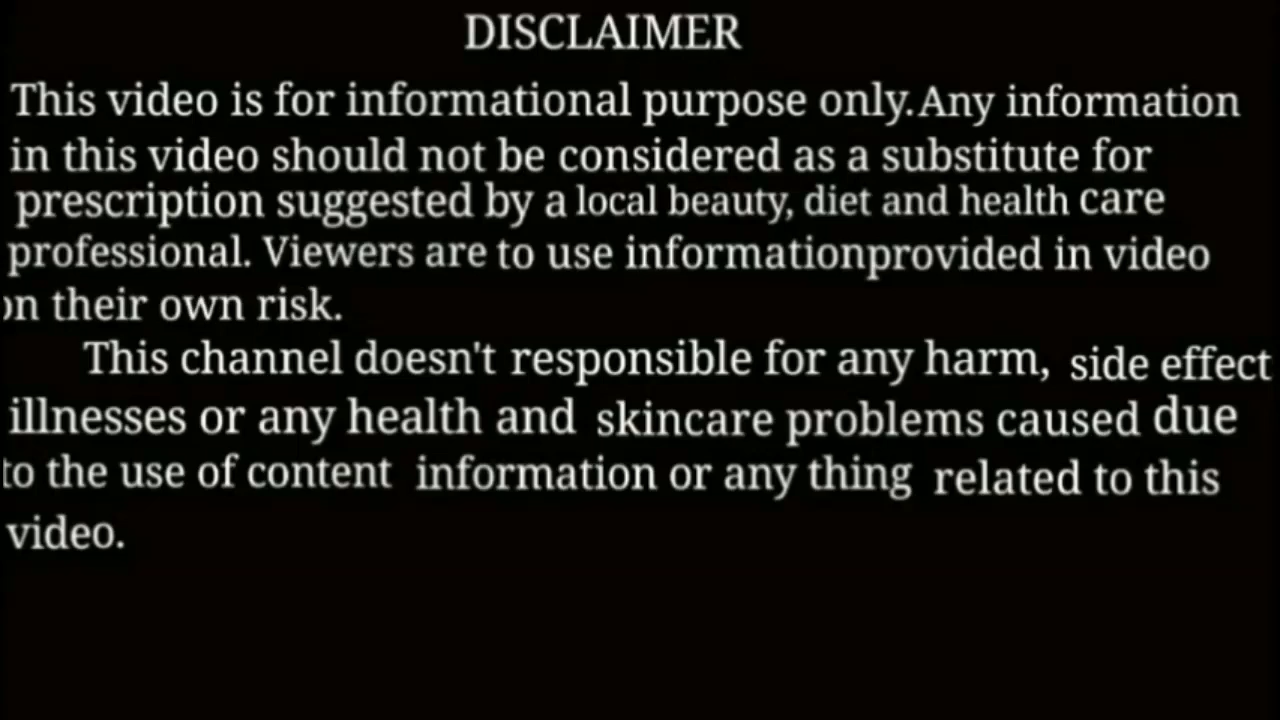 DISCLAIMER
This video is for informational purpose only.Any information
in this video should not be considered as a substitute for
prescription suggested by a local beauty, diet and health care
professional. Viewers are to use informationprovided in video
on their own risk.
This channel doesn't responsible for any harm, side effect
illnesses or any health and skincare problems caused due
to the use of content information or any thing related to this
video.